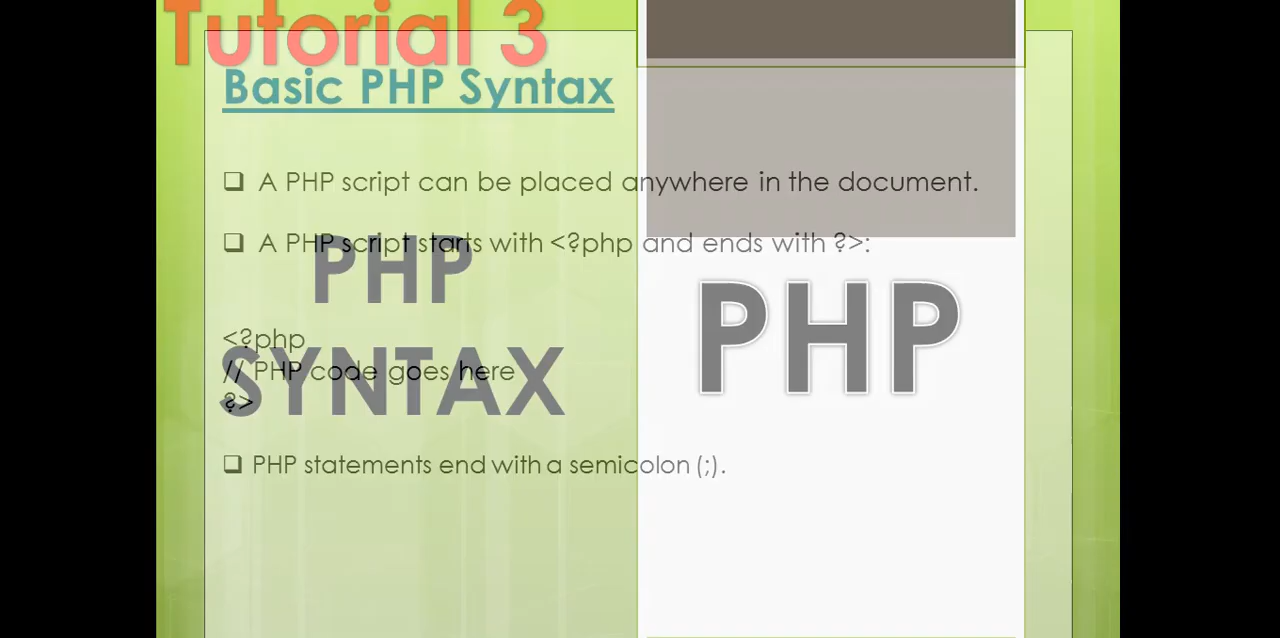 Tutorial 3
Basic PHP Syntax
❑ A PHP script can be placed anywhere in the document.
❑ A PHP script starts with <?php and ends with ?>:
PHP
PHP
<?php
// PHP code goes here
?>
SYNTAX
❑ PHP statements end with a semicolon (;).